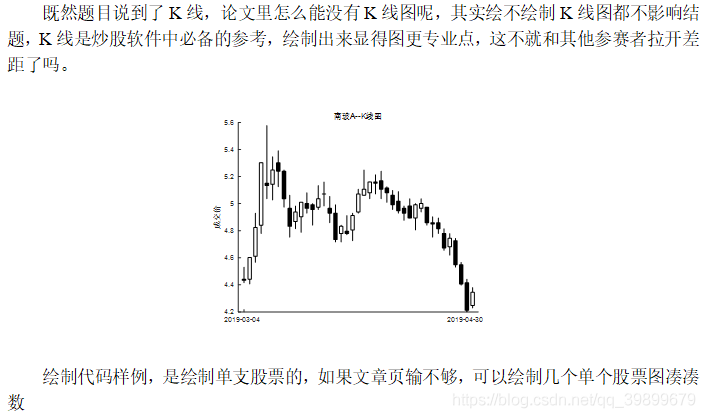 既然题目说到了 K 线，论文里怎么能没有 K 线图呢，其实绘不绘制 K 线图都不影响结
题，K 线是炒股软件中必备的参考，绘制出来显得图更专业点，这不就和其他参赛者拉开差
距了吗。
南玻A--K线图
5.6
5.4
5.2
5
4.8
4.6
4.4
4.2
成交价
2019-03-04
2019-04-30
绘制代码样例，是绘制单支股票的，如果文章页输不够，可以绘制几个单个股票图凑凑
数
https://blog.csdn.net/qq_39899679